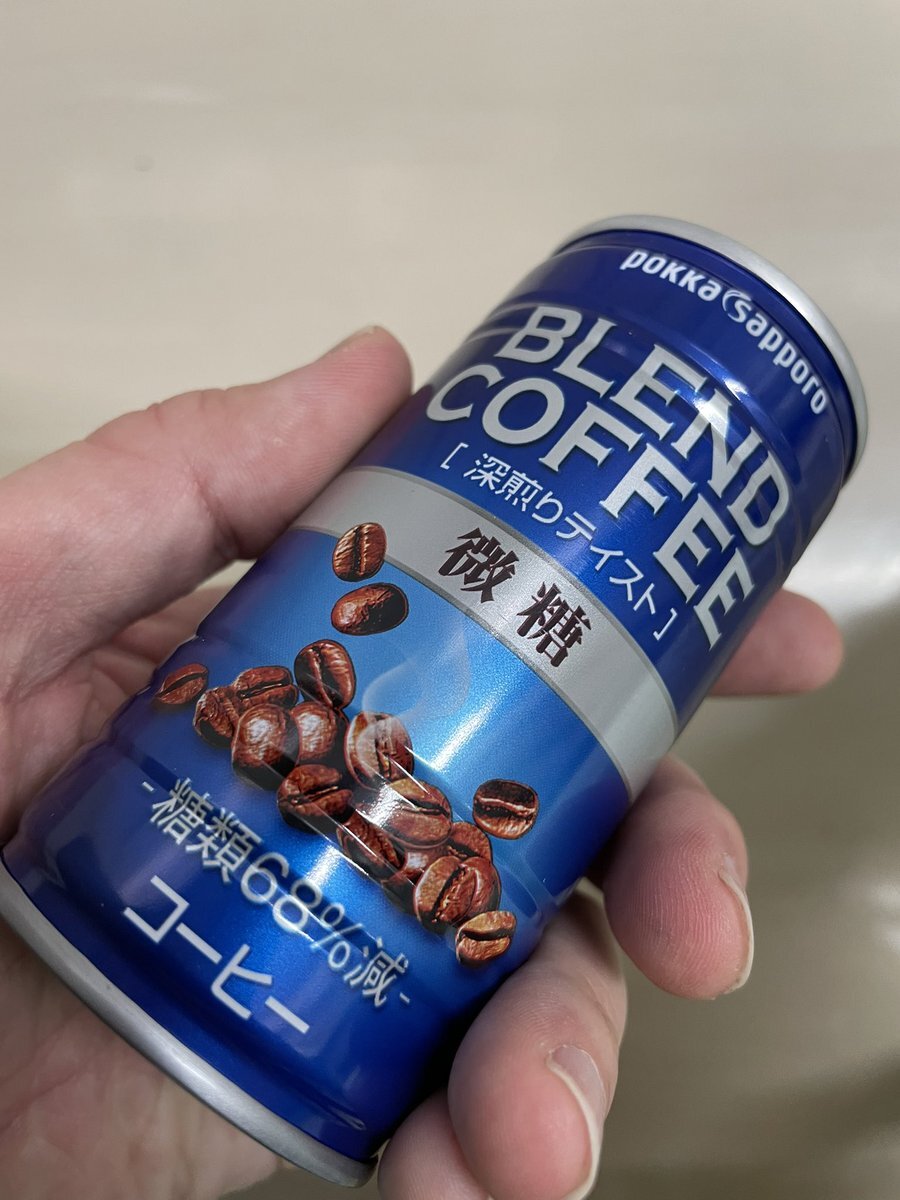 pokka sapporo
BLEND
COFFEE
[ 深煎りテイスト ]
微糖
-糖類68%減-
コーヒー